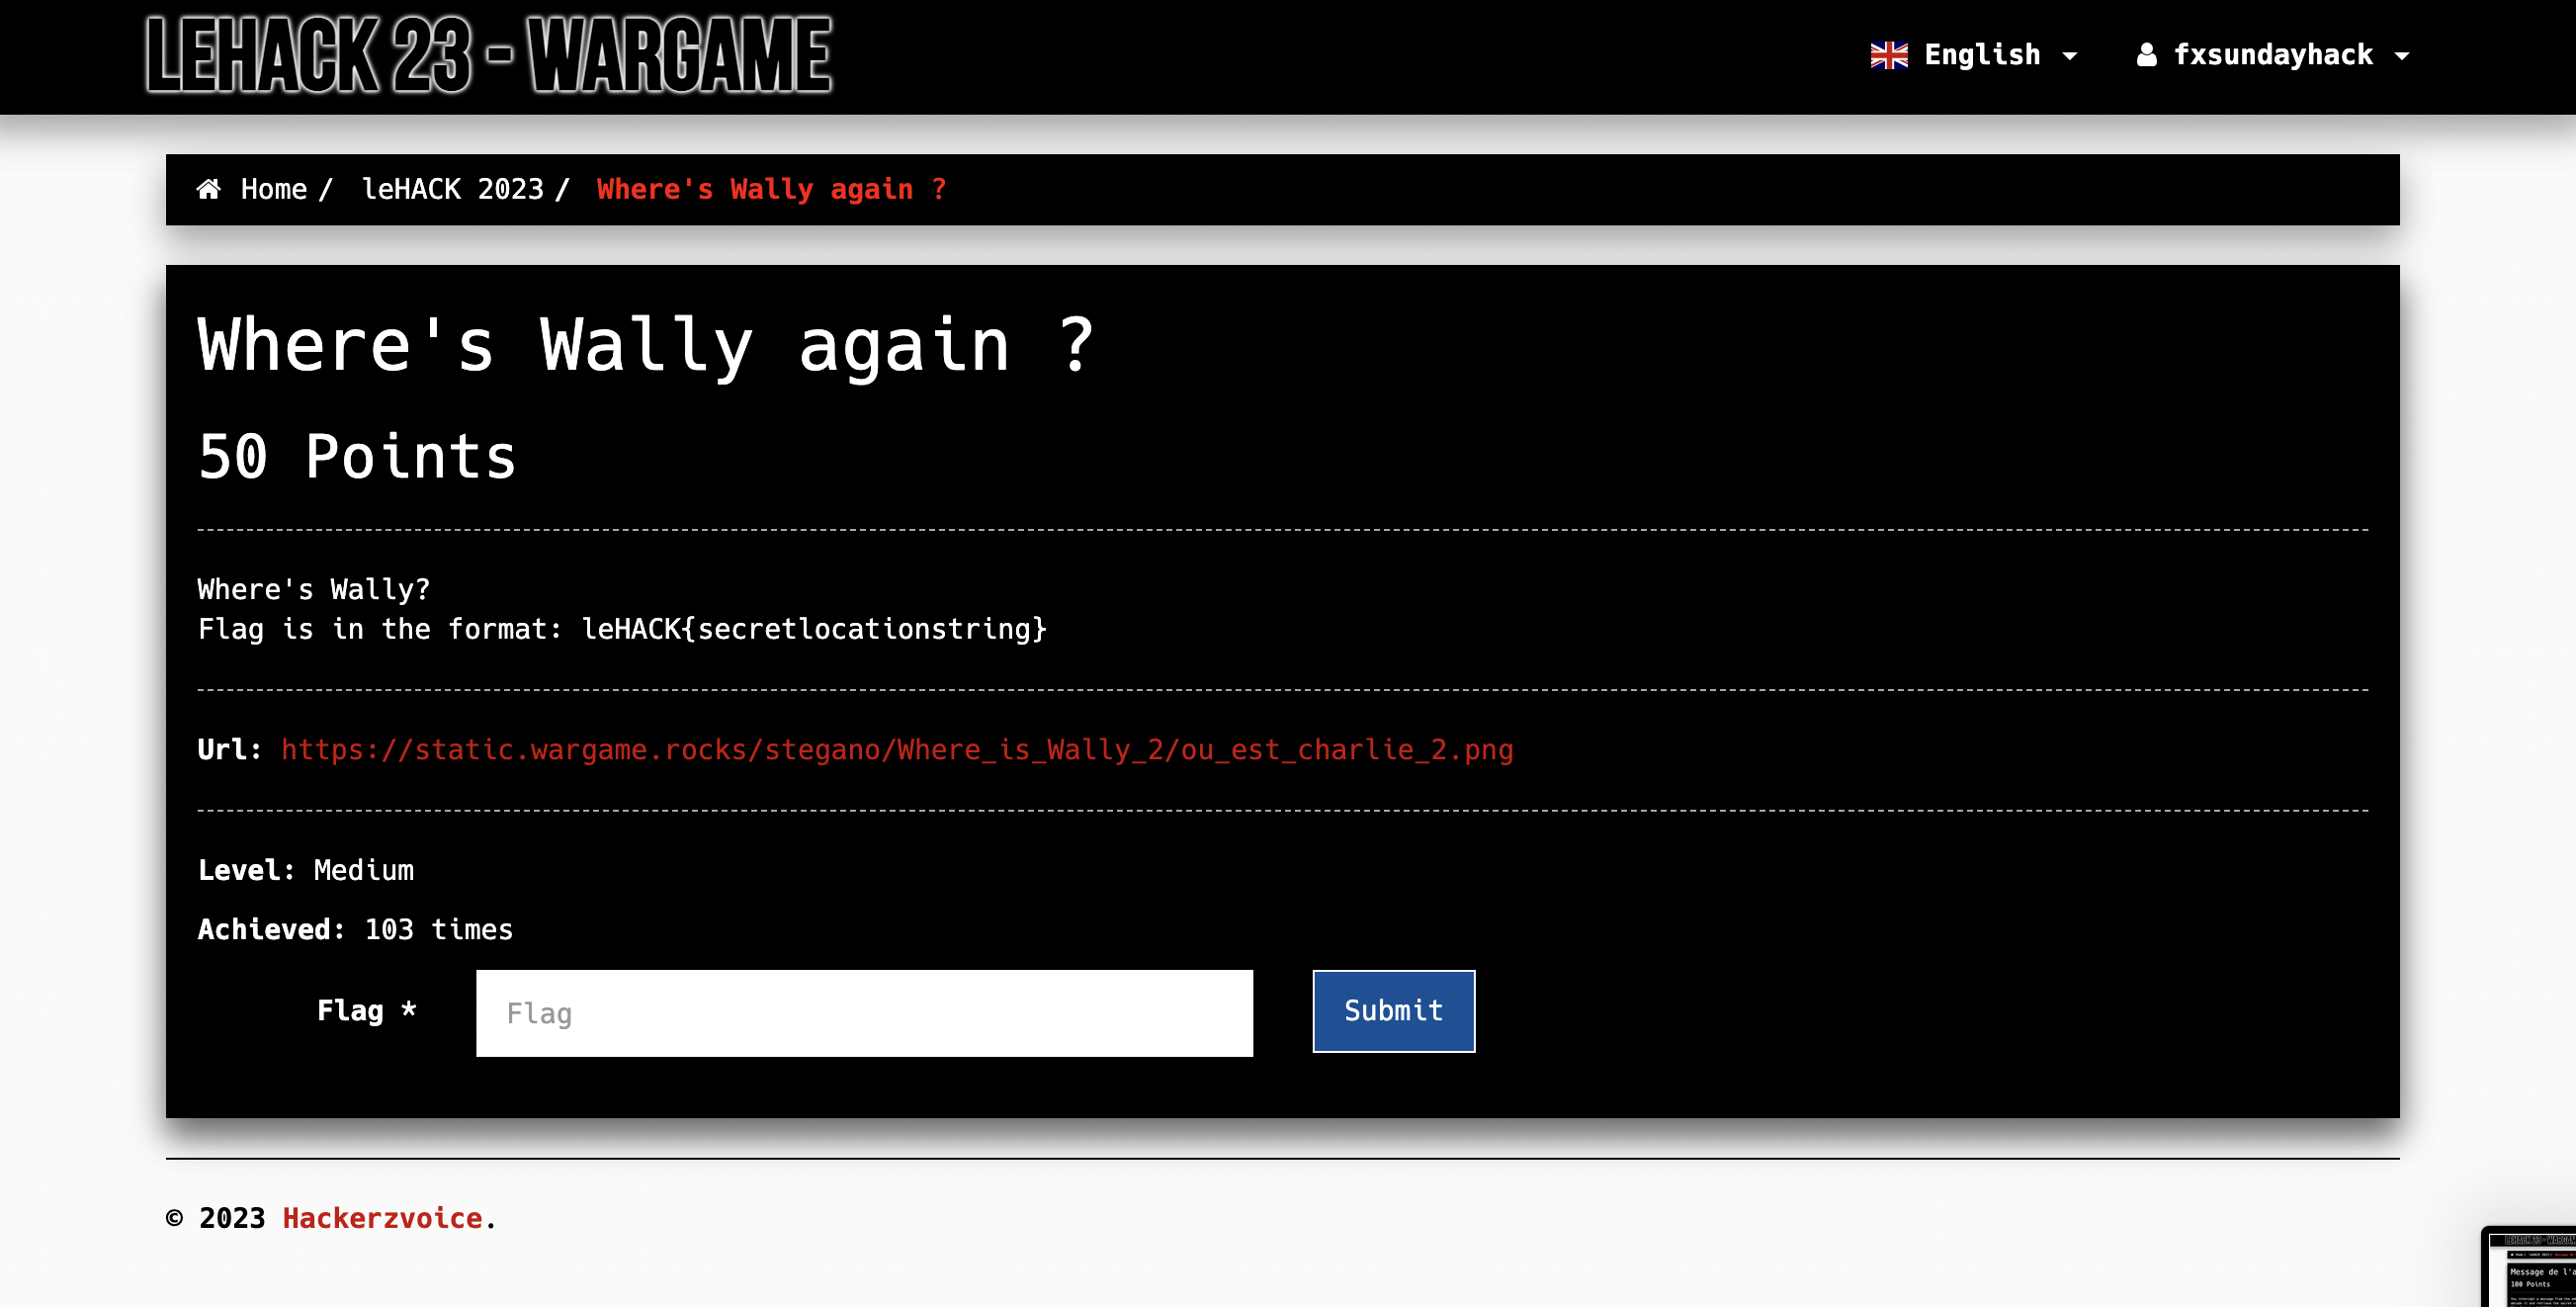 LEHACK 23 - WARGAME
English
fxsundayhack
Home / leHACK 2023 / Where's Wally again ?
Where's Wally again ?
50 Points
Where's Wally?
Flag is in the format: leHACK{secretlocationstring}
Url: https://static.wargame.rocks/stegano/Where_is_Wally_2/ou_est_charlie_2.png
Level: Medium
Achieved: 103 times
Flag *
Flag
Submit
© 2023 Hackerzvoice.
Message de l'a
100 Points